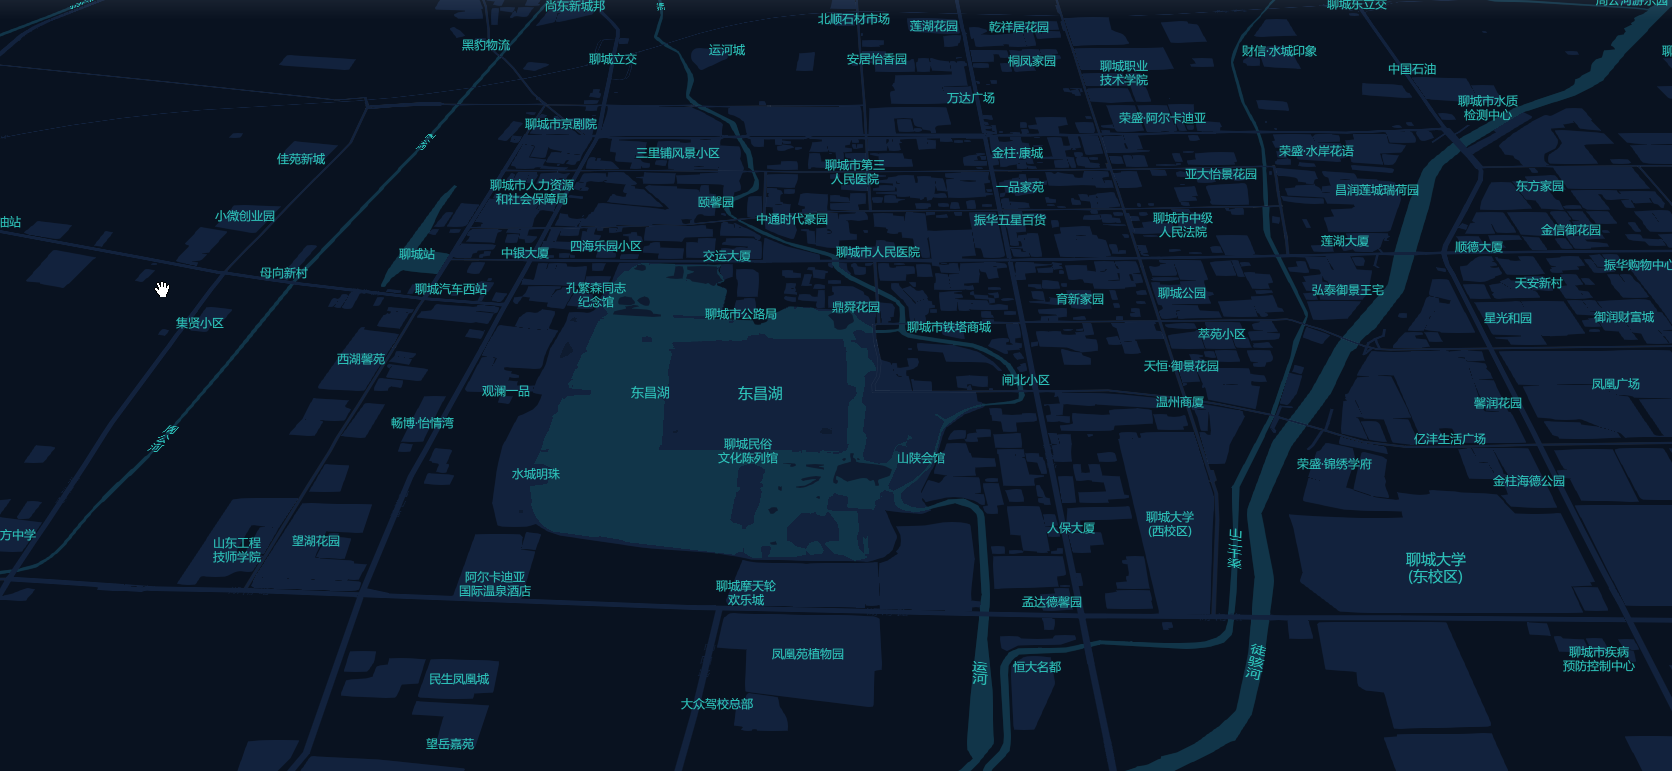 尚东新城邦
聊城东立交
周公河游乐园
北顺石材市场
莲湖花园
乾祥居花园
黑豹物流
运河城
财信·水城印象
聊城立交
安居怡香园
桐凤家园
聊城职业
技术学院
中国石油
万达广场
聊城市水质
检测中心
聊城市京剧院
荣盛·阿尔卡迪亚
佳苑新城
三里铺风景小区
聊城市第三
人民医院
金柱·康城
荣盛·水岸花语
亚大怡景花园
聊城市人力资源
和社会保障局
一品家苑
昌润莲城瑞荷园
东方家园
颐馨园
小微创业园
油站
中通时代豪园
振华五星百货
聊城市中级
人民法院
金信御花园
莲湖大厦
顺德大厦
聊城站
中银大厦
四海乐园小区
交运大厦
聊城市人民医院
振华购物中心
母向新村
聊城汽车西站
孔繁森同志
纪念馆
天安新村
弘泰御景王宅
育新家园
聊城公园
集贤小区
聊城市公路局
鼎舜花园
聊城市铁塔商城
星光和园
御润财富城
萃苑小区
西湖馨苑
天恒·御景花园
闸北小区
凤凰广场
观澜一品
东昌湖
东昌湖
温州商厦
馨润花园
畅博·怡情湾
聊城民俗
文化陈列馆
亿沣生活广场
山陕会馆
荣盛·锦绣学府
水城明珠
金柱海德公园
人保大厦
聊城大学
(西校区)
方中学
山东工程
技师学院
望湖花园
聊城大学
(东校区)
阿尔卡迪亚
国际温泉酒店
聊城摩天轮
欢乐城
孟达德馨园
凤凰苑植物园
运河
恒大名都
徒骇河
聊城市疾病
预防控制中心
民生凤凰城
大众驾校总部
望岳嘉苑